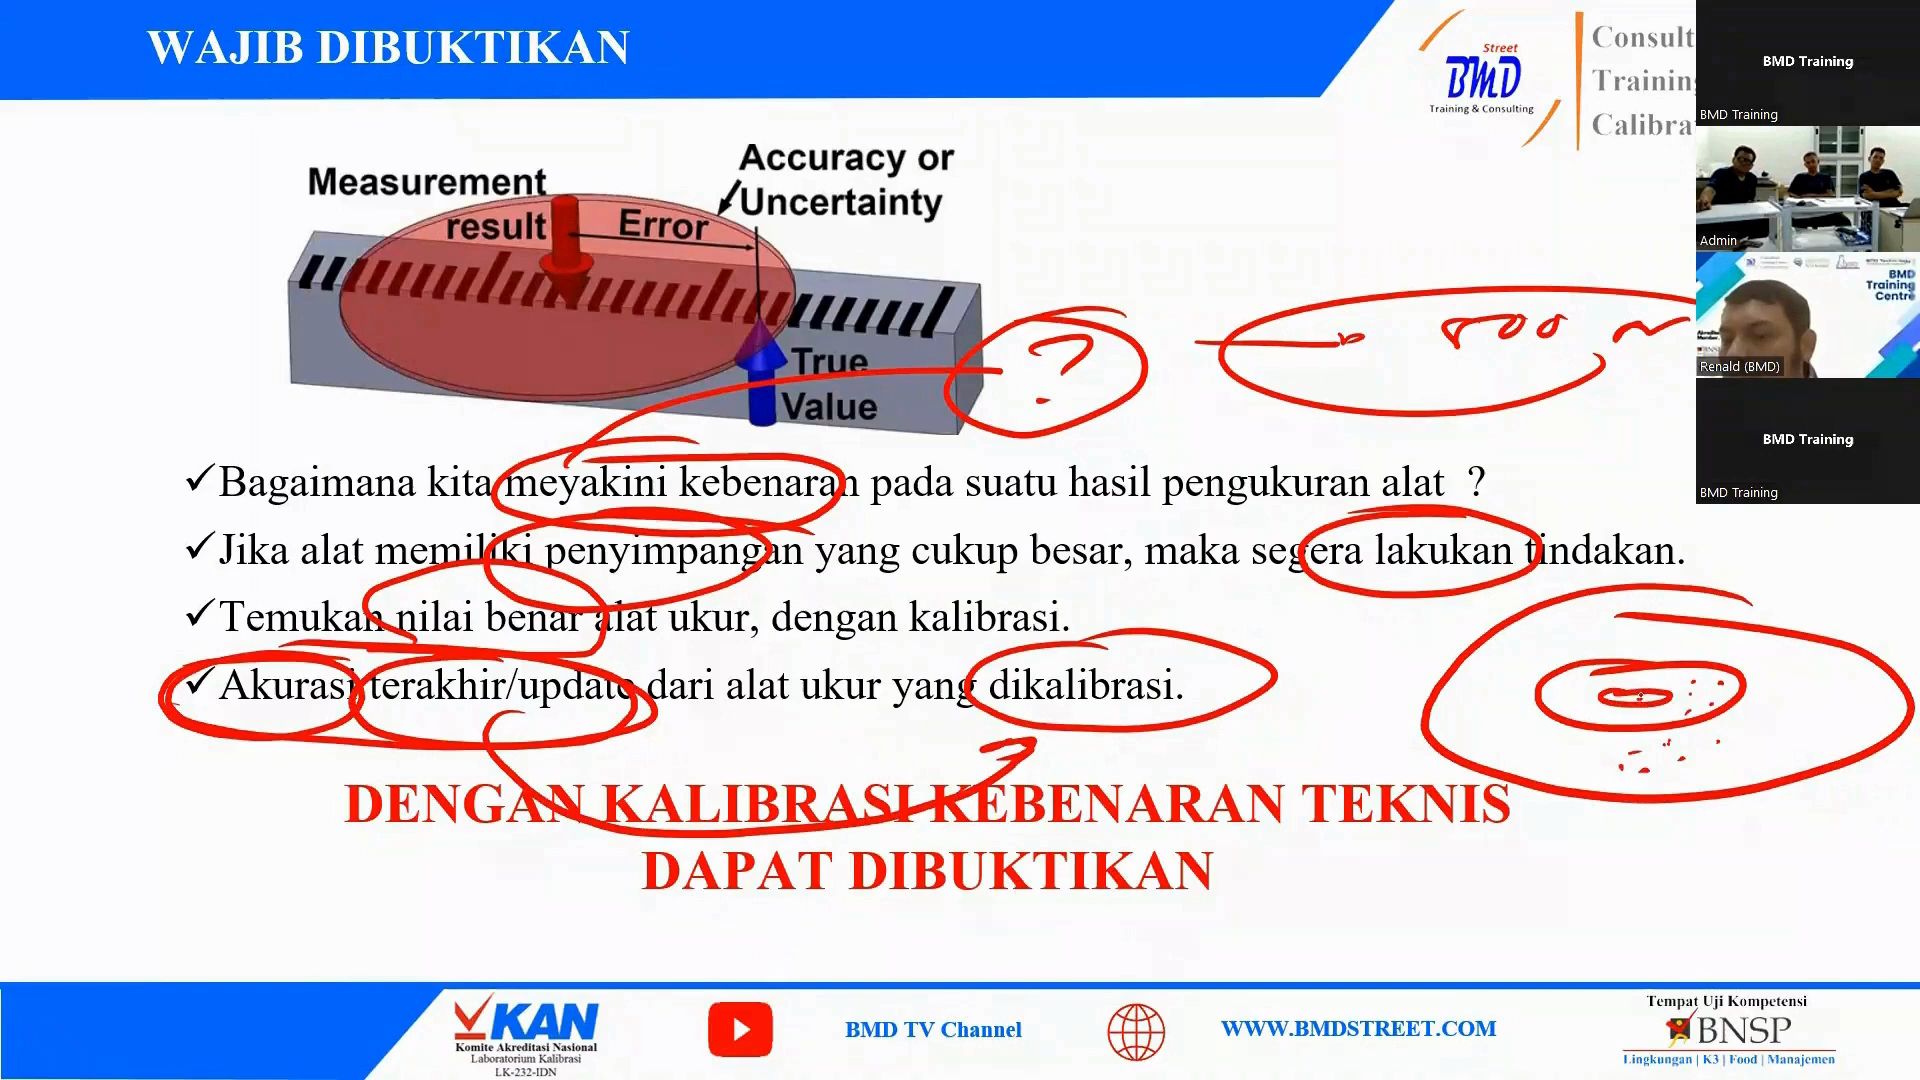 WAJIB DIBUKTIKAN
Street
BMD
Training & Consulting
Consult
Training
Calibra
BMD Training
BMD Training
Admin
BMD
Training
Centre
Renald (BMD)
BMD Training
BMD Training
Measurement
result
Error
Accuracy or
Uncertainty
True
Value
?
800
✓Bagaimana kita meyakini kebenaran pada suatu hasil pengukuran alat ?
✓Jika alat memiliki penyimpangan yang cukup besar, maka segera lakukan tindakan.
✓Temukan nilai benar alat ukur, dengan kalibrasi.
✓Akurasi terakhir/update dari alat ukur yang dikalibrasi.
DENGAN KALIBRASI KEBENARAN TEKNIS
DAPAT DIBUKTIKAN
KAN
Komite Akreditasi Nasional
Laboratorium Kalibrasi
LK-232-IDN
BMD TV Channel
WWW.BMDSTREET.COM
Tempat Uji Kompetensi
BNSP
Lingkungan | K3 | Food | Manajemen